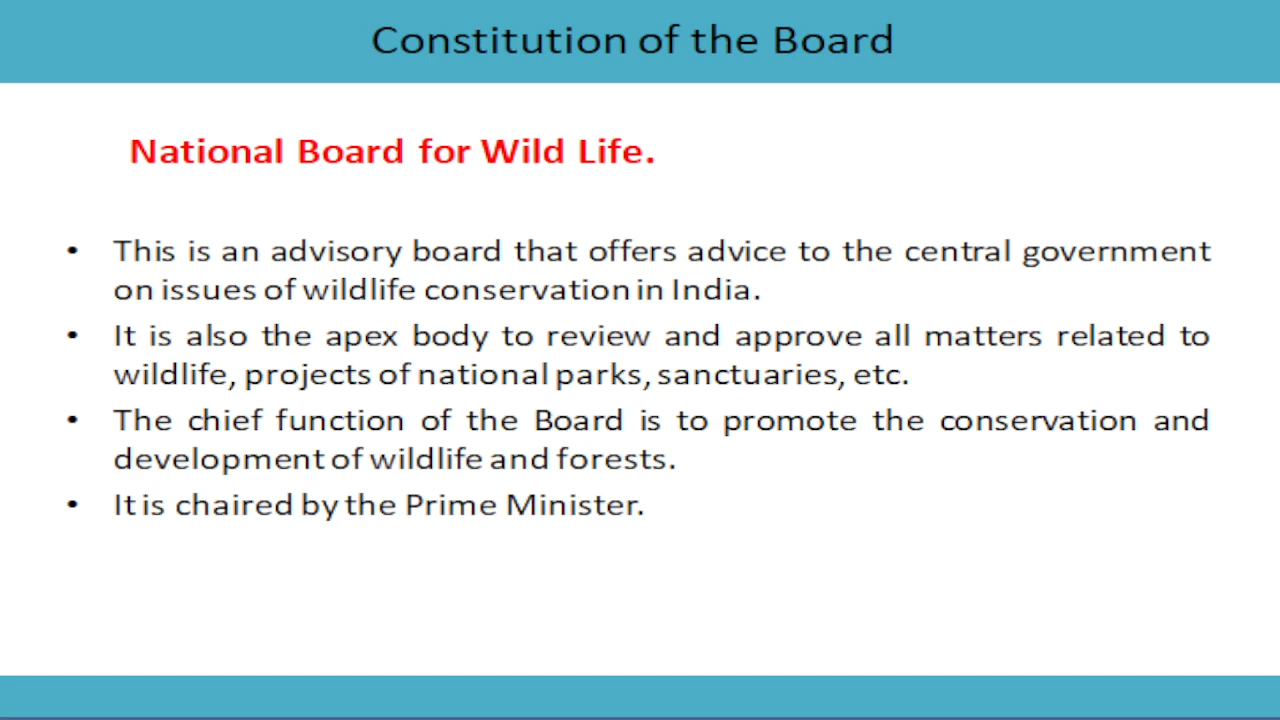 Constitution of the Board
National Board for Wild Life.
• This is an advisory board that offers advice to the central government
on issues of wildlife conservation in India.
• It is also the apex body to review and approve all matters related to
wildlife, projects of national parks, sanctuaries, etc.
• The chief function of the Board is to promote the conservation and
development of wildlife and forests.
• It is chaired by the Prime Minister.